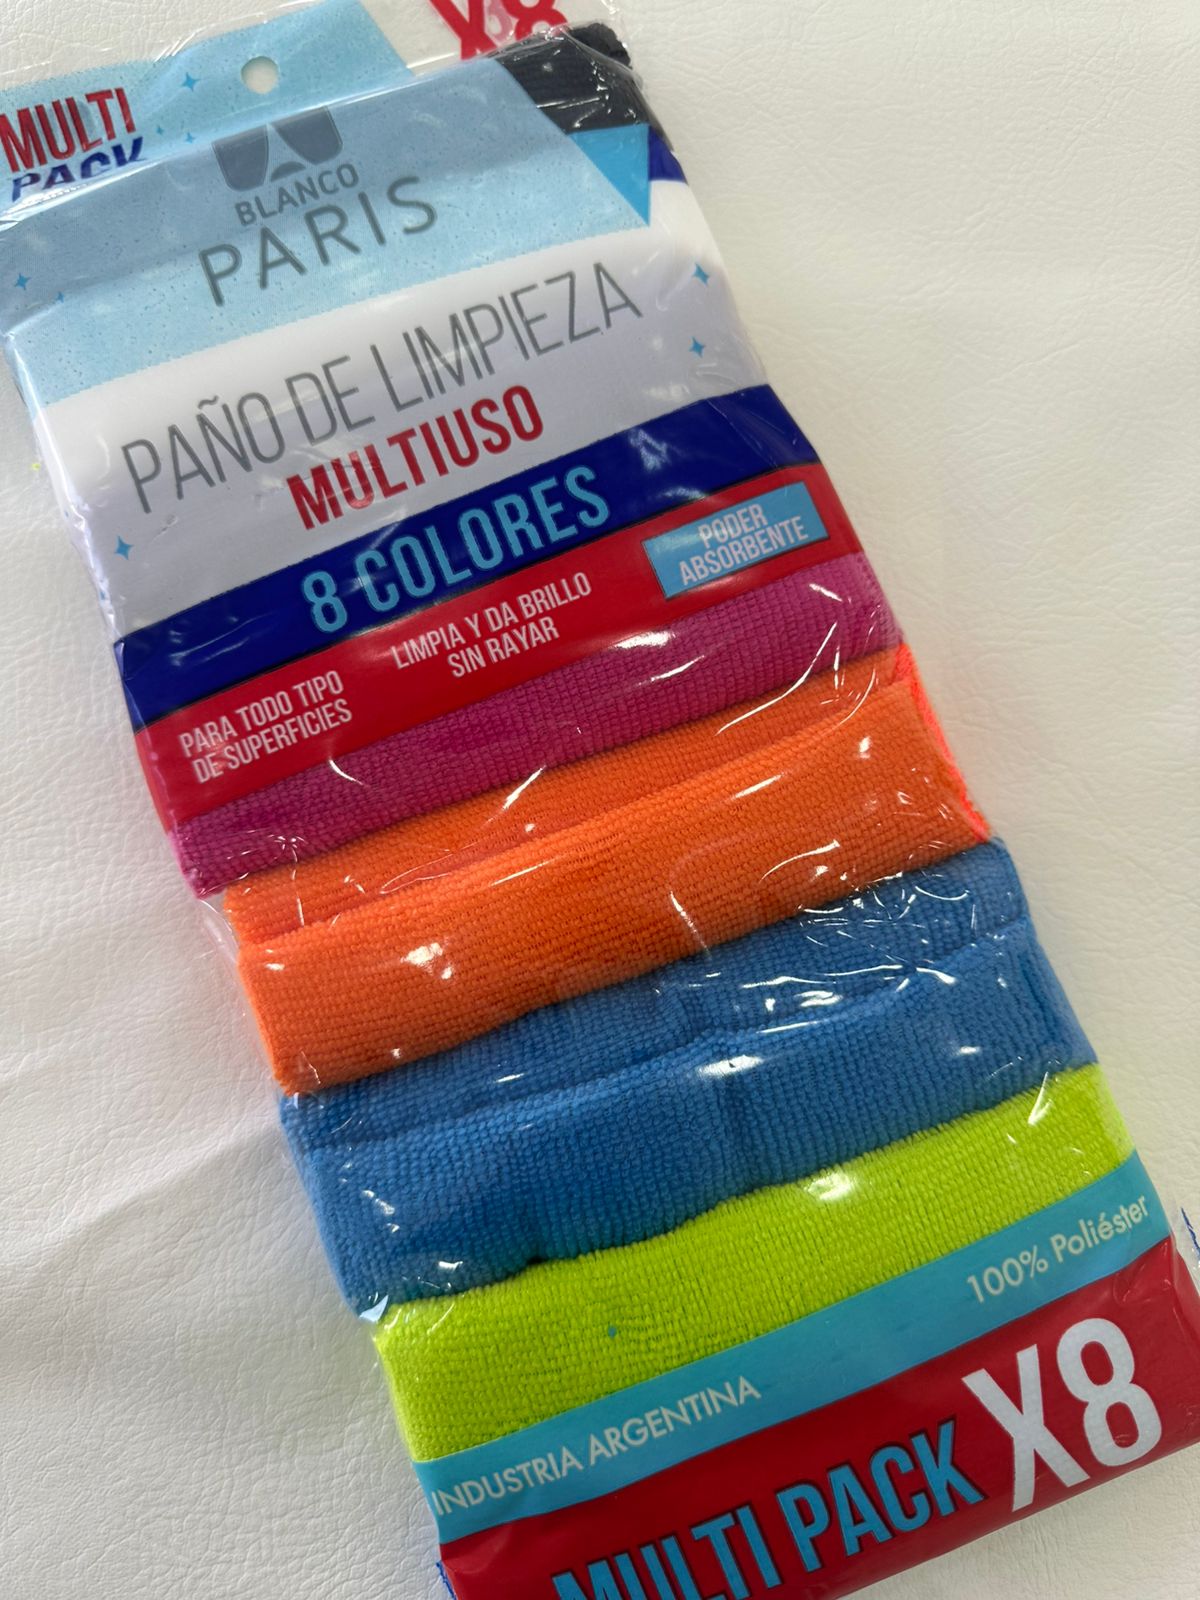 X8
MULTI
PACK
BLANCO
PARIS
PAÑO DE LIMPIEZA
MULTIUSO
8 COLORES
PARA TODO TIPO
DE SUPERFICIES
LIMPIA Y DA BRILLO
SIN RAYAR
PODER
ABSORBENTE
100% Poliéster
INDUSTRIA ARGENTINA
MULTI PACK X8